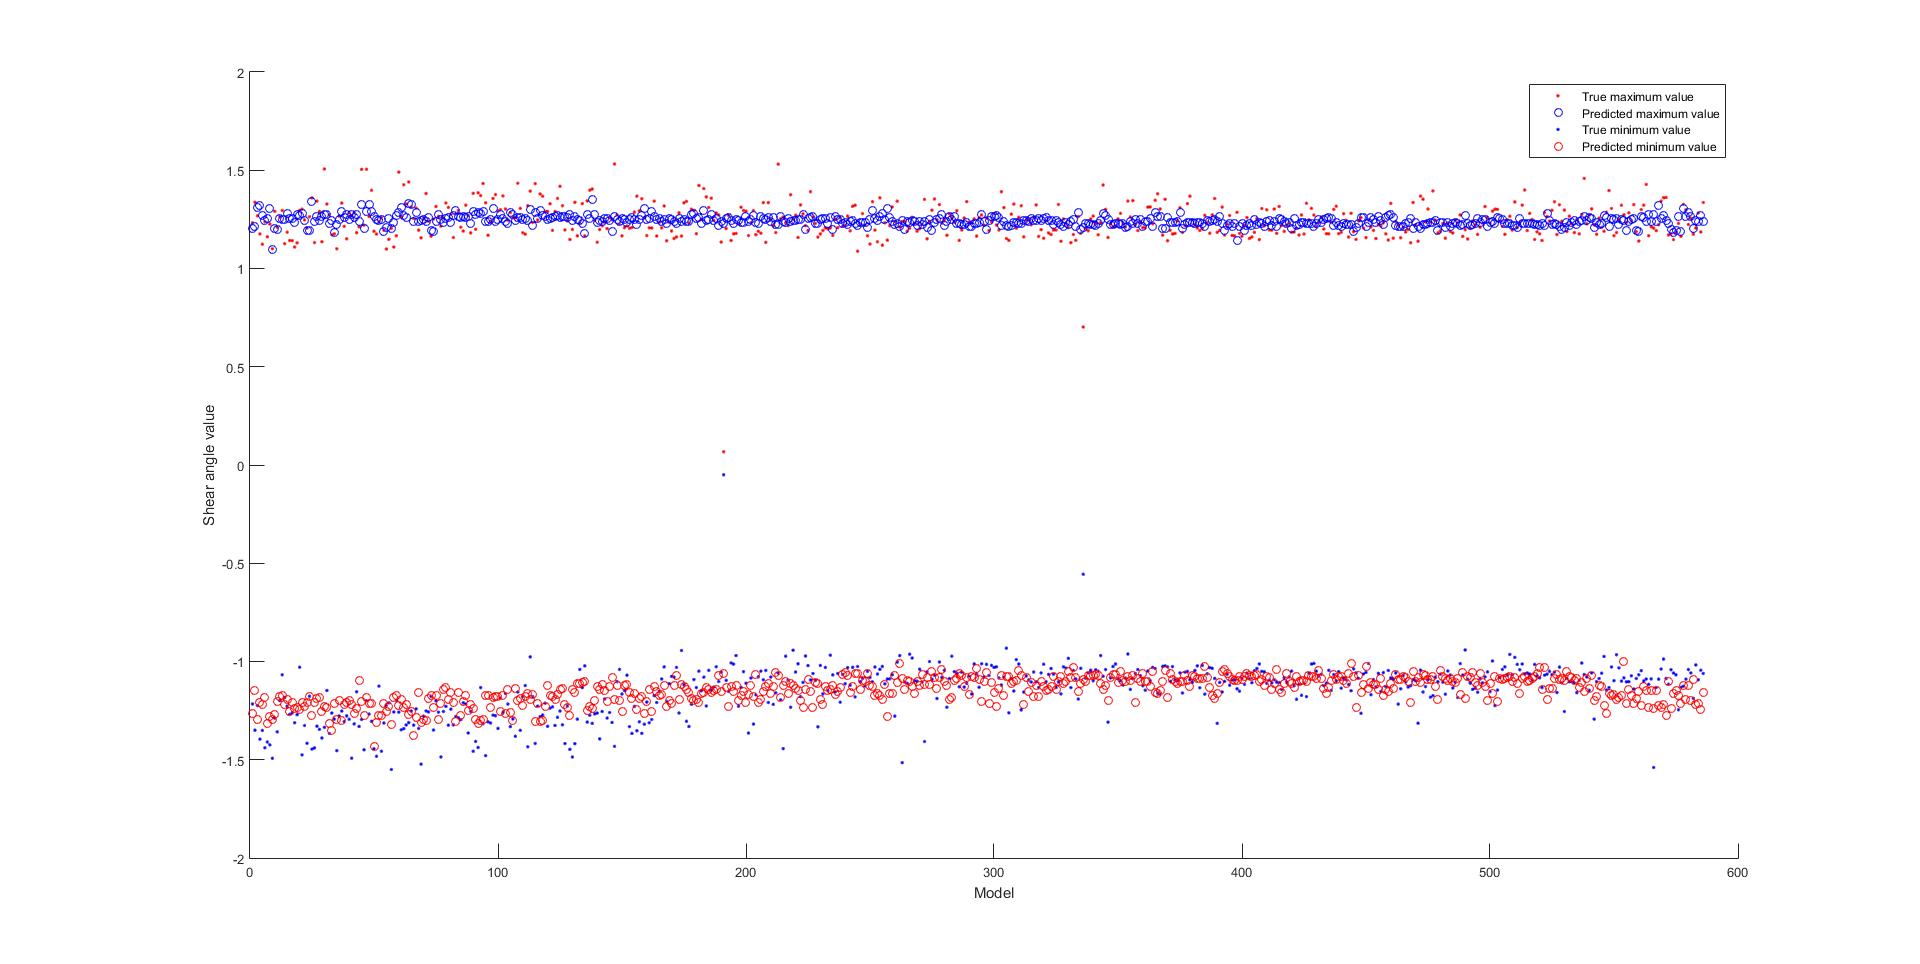 2
1.5
1
0.5
0
-0.5
-1
-1.5
-2
Shear angle value
0
100
200
300
400
500
600
Model
True maximum value
Predicted maximum value
True minimum value
Predicted minimum value